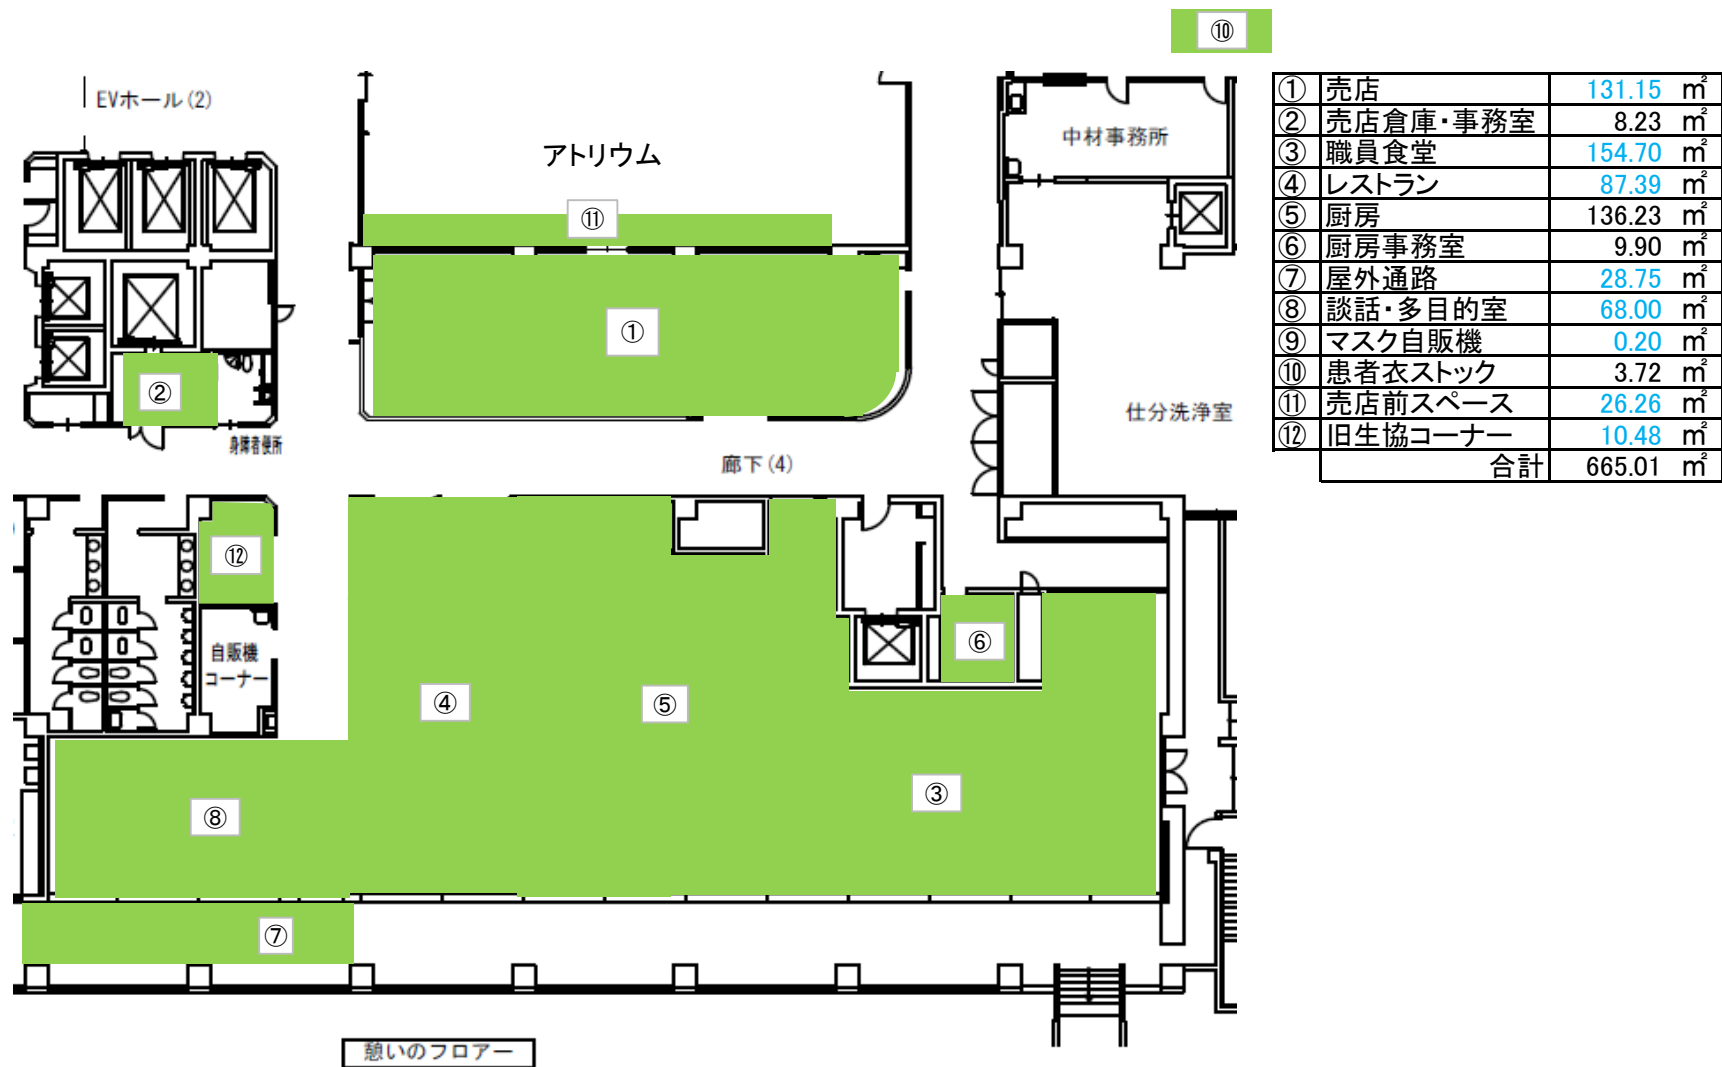 ⑩
EVホール(2)
アトリウム
中材事務所
⑪
①
②
身障者便所
仕分洗浄室
廊下(4)
⑫
自販機
コーナー
④
⑤
⑥
③
⑧
⑦
憩いのフロアー
① 売店 131.15 ㎡
② 売店倉庫・事務室 8.23 ㎡
③ 職員食堂 154.70 ㎡
④ レストラン 87.39 ㎡
⑤ 厨房 136.23 ㎡
⑥ 厨房事務室 9.90 ㎡
⑦ 屋外通路 28.75 ㎡
⑧ 談話・多目的室 68.00 ㎡
⑨ マスク自販機 0.20 ㎡
⑩ 患者衣ストック 3.72 ㎡
⑪ 売店前スペース 26.26 ㎡
⑫ 旧生協コーナー 10.48 ㎡
合計 665.01 ㎡